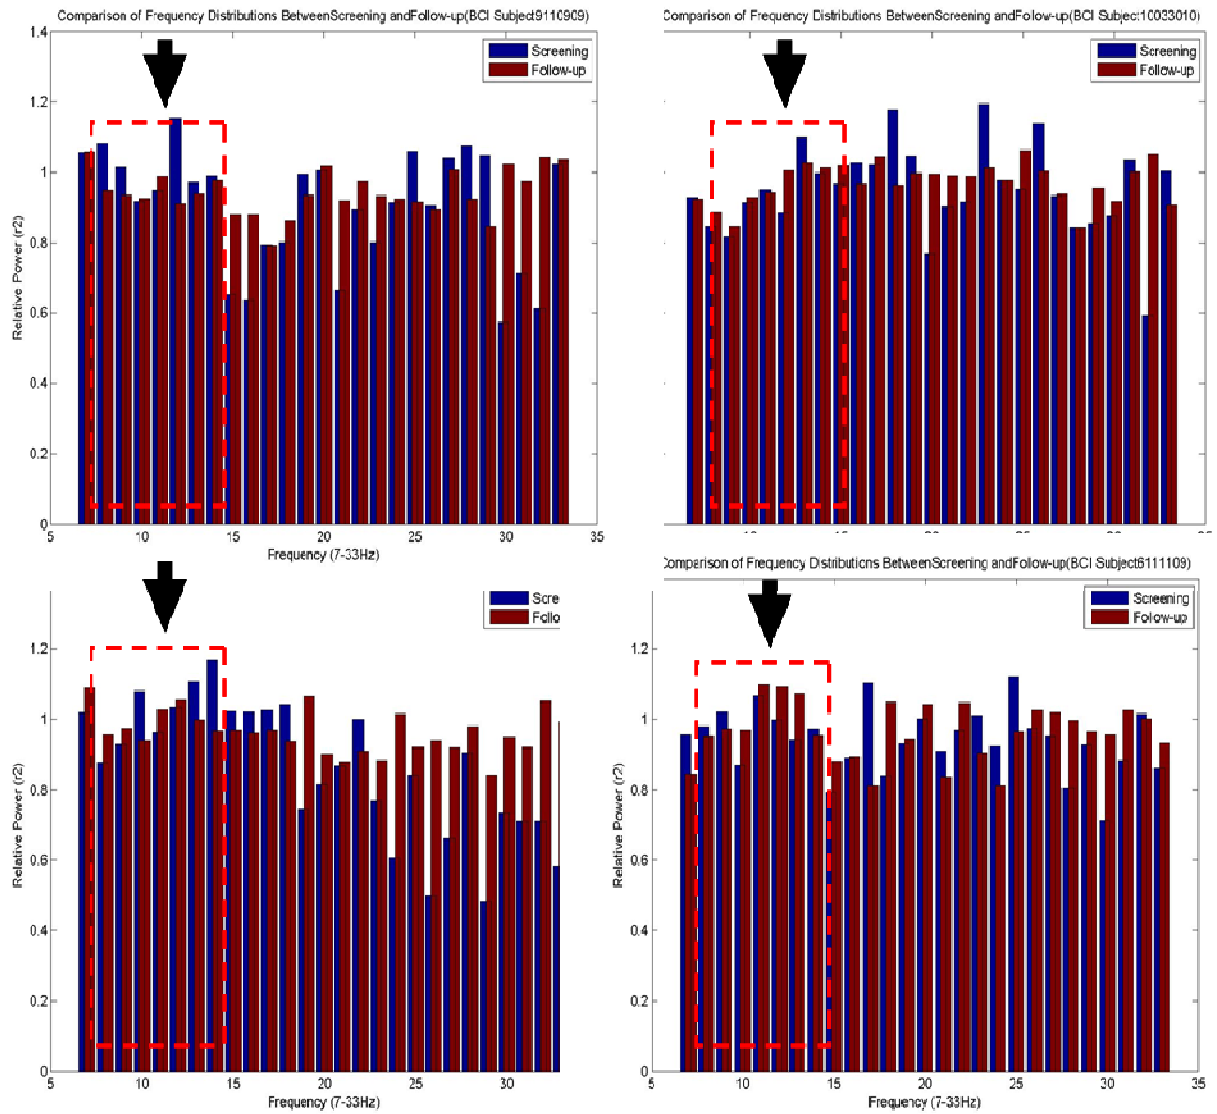 Comparison of Frequency Distributions BetweenScreening andFollow-up(BCI Subject9110909)
1.4
1.2
1
0.8
0.6
0.4
0.2
0
Relative Power (r2)
Screening
Follow-up
5 10 15 20 25 30 35
Frequency (7-33Hz)
Comparison of Frequency Distributions BetweenScreening andFollow-up(BCI Subject10033010)
Screening
Follow-up
1.2
1
0.8
0.6
0.4
0.2
0
Relative Power (r2)
Scre
Follo
5 10 15 20 25 30
Frequency (7-33Hz)
Comparison of Frequency Distributions BetweenScreening andFollow-up(BCI Subject6111109)
1.2
1
0.8
0.6
0.4
0.2
0
Relative Power (r2)
Screening
Follow-up
5 10 15 20 25 30 35
Frequency (7-33Hz)